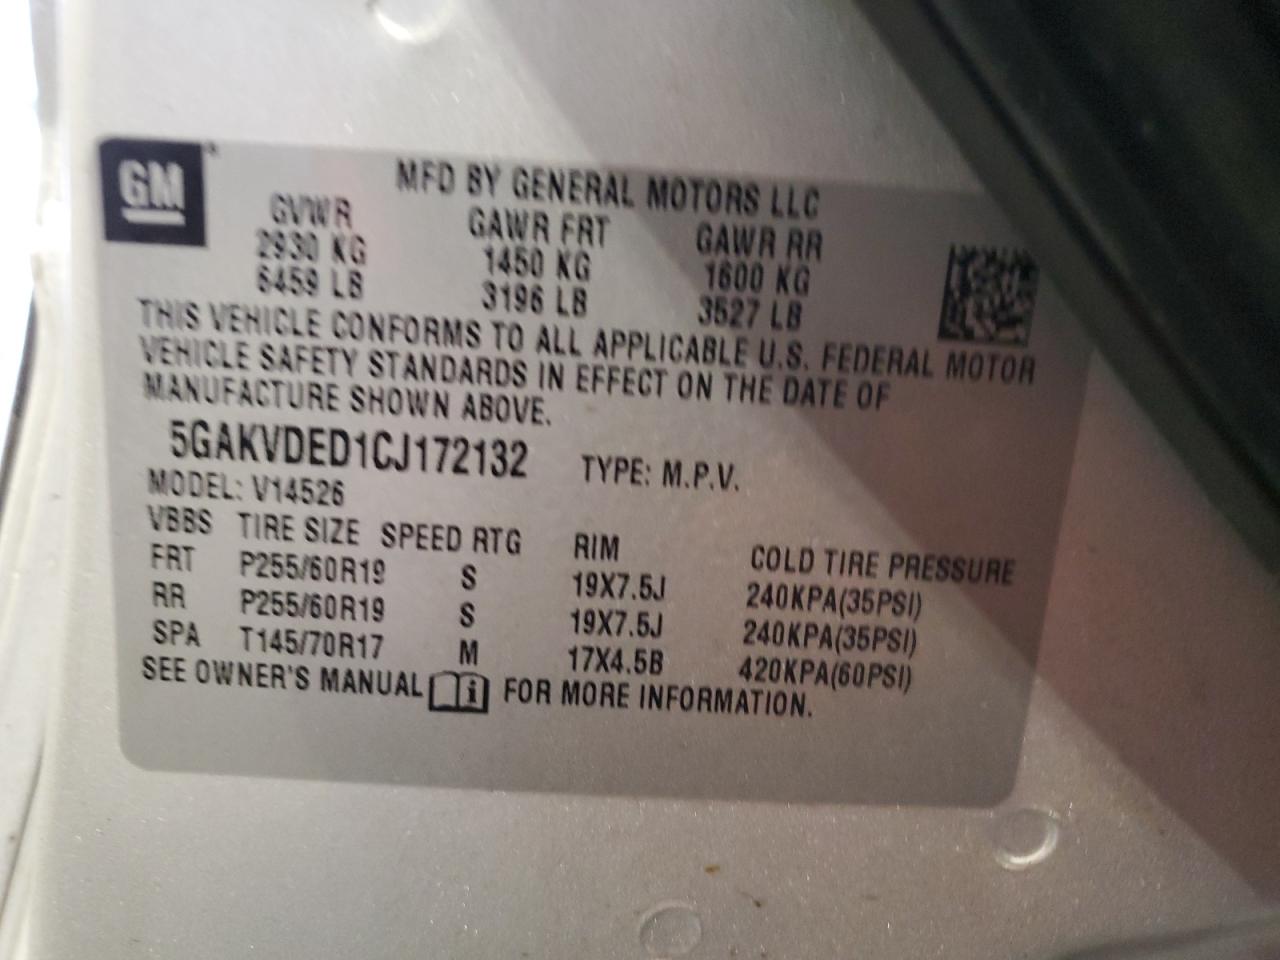 GM
MFD BY GENERAL MOTORS LLC
GVWR GAWR FRT GAWR RR
2930 KG 1450 KG 1600 KG
6459 LB 3196 LB 3527 LB
THIS VEHICLE CONFORMS TO ALL APPLICABLE U.S. FEDERAL MOTOR
VEHICLE SAFETY STANDARDS IN EFFECT ON THE DATE OF
MANUFACTURE SHOWN ABOVE.
5GAKVDED1CJ172132 TYPE: M.P.V.
MODEL: V14526
VBBS TIRE SIZE SPEED RTG RIM COLD TIRE PRESSURE
FRT P255/60R19 S 19X7.5J 240KPA(35PSI)
RR P255/60R19 S 19X7.5J 240KPA(35PSI)
SPA T145/70R17 M 17X4.5B 420KPA(60PSI)
SEE OWNER'S MANUAL i FOR MORE INFORMATION.